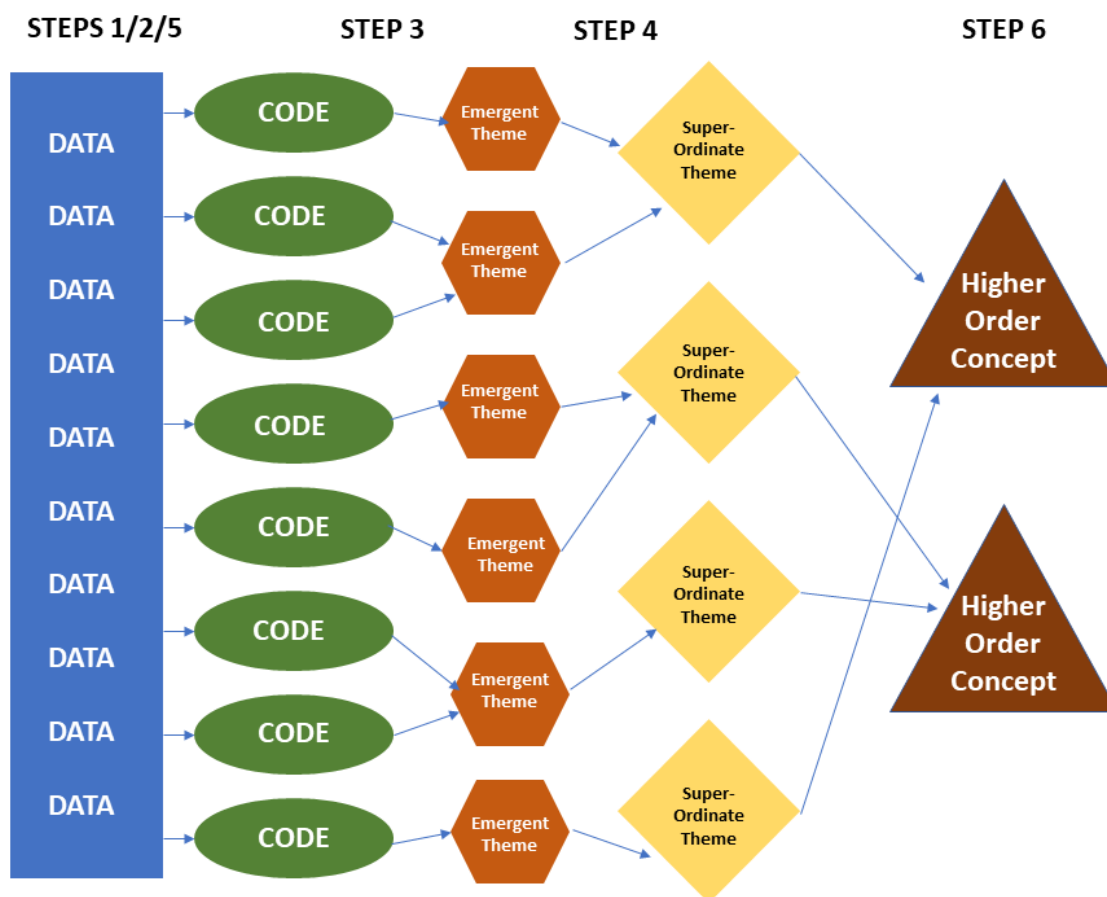 STEPS 1/2/5
STEP 3
STEP 4
STEP 6
DATA
DATA
DATA
DATA
DATA
DATA
DATA
DATA
DATA
DATA
CODE
CODE
CODE
CODE
CODE
CODE
CODE
CODE
Emergent
Theme
Emergent
Theme
Emergent
Theme
Emergent
Theme
Emergent
Theme
Emergent
Theme
Super-
Ordinate
Theme
Super-
Ordinate
Theme
Super-
Ordinate
Theme
Super-
Ordinate
Theme
Higher
Order
Concept
Higher
Order
Concept